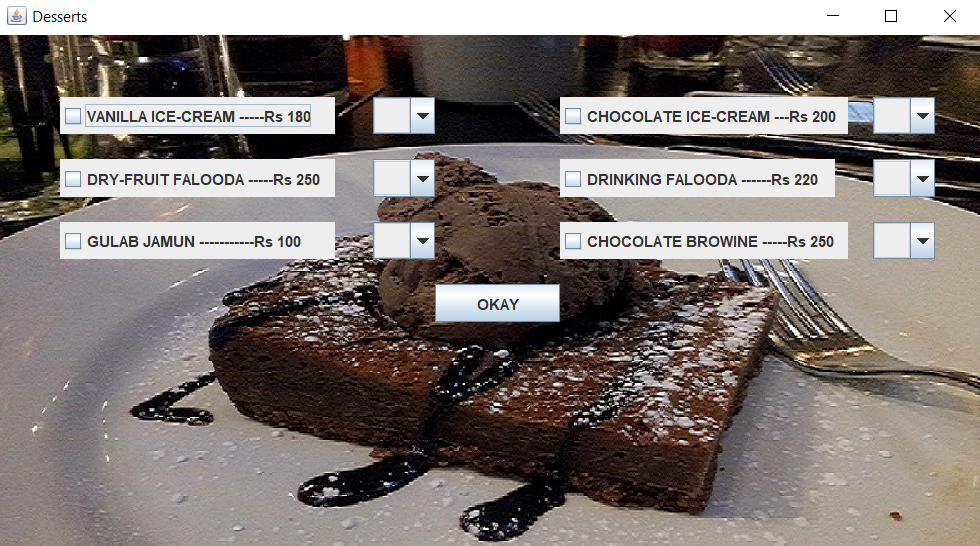 Desserts
VANILLA ICE-CREAM -----Rs 180
CHOCOLATE ICE-CREAM ---Rs 200
DRY-FRUIT FALOODA -----Rs 250
DRINKING FALOODA ------Rs 220
GULAB JAMUN -----------Rs 100
CHOCOLATE BROWINE -----Rs 250
OKAY